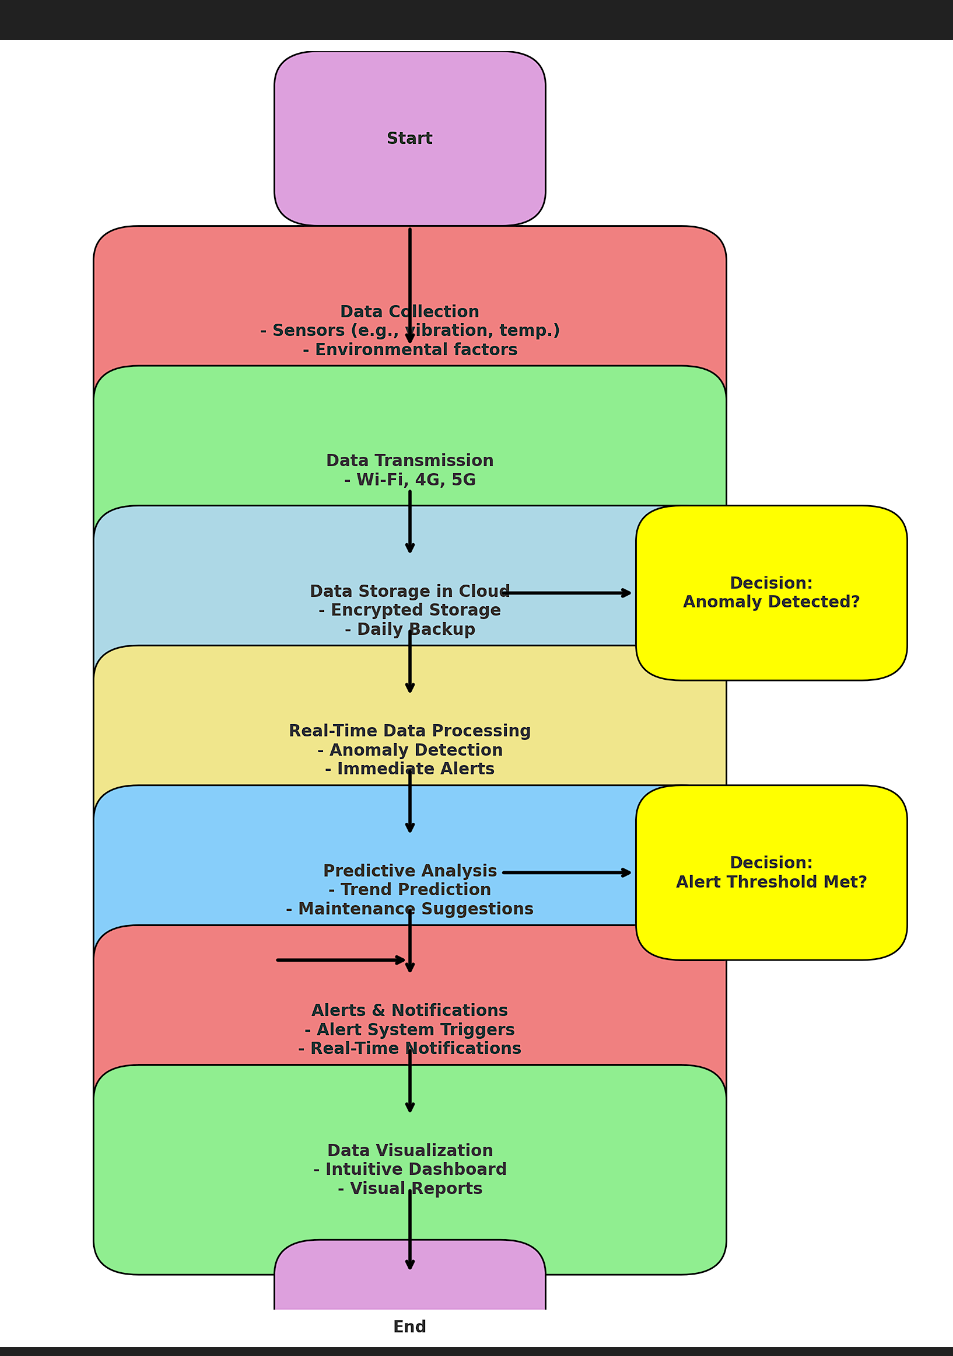 Start
Data Collection
- Sensors (e.g., vibration, temp.)
- Environmental factors
Data Transmission
- Wi-Fi, 4G, 5G
Data Storage in Cloud
- Encrypted Storage
- Daily Backup
Decision:
Anomaly Detected?
Real-Time Data Processing
- Anomaly Detection
- Immediate Alerts
Predictive Analysis
- Trend Prediction
- Maintenance Suggestions
Decision:
Alert Threshold Met?
Alerts & Notifications
- Alert System Triggers
- Real-Time Notifications
Data Visualization
- Intuitive Dashboard
- Visual Reports
End